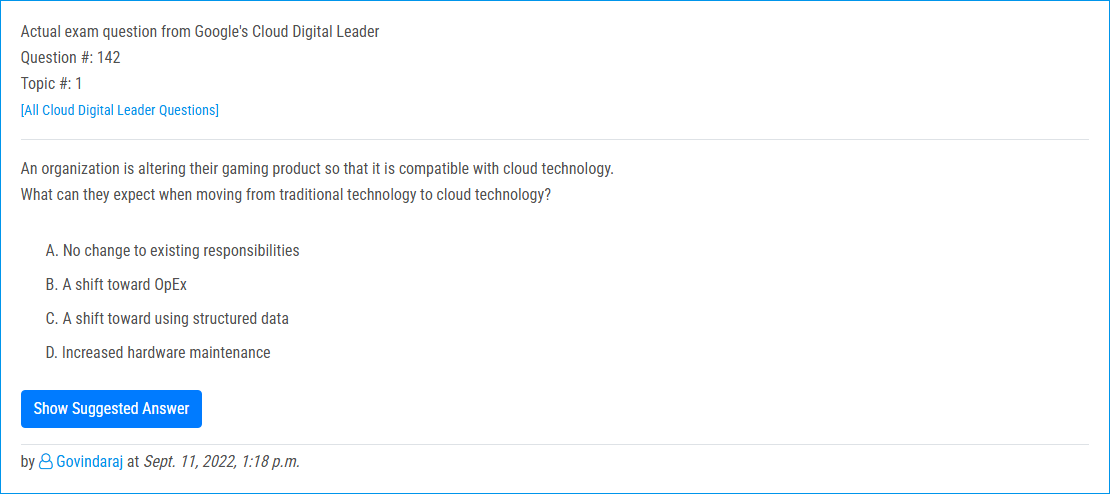 Actual exam question from Google's Cloud Digital Leader
Question #: 142
Topic #: 1
[All Cloud Digital Leader Questions]
An organization is altering their gaming product so that it is compatible with cloud technology.
What can they expect when moving from traditional technology to cloud technology?
A. No change to existing responsibilities
B. A shift toward OpEx
C. A shift toward using structured data
D. Increased hardware maintenance
Show Suggested Answer
by Govindaraj at Sept. 11, 2022, 1:18 p.m.